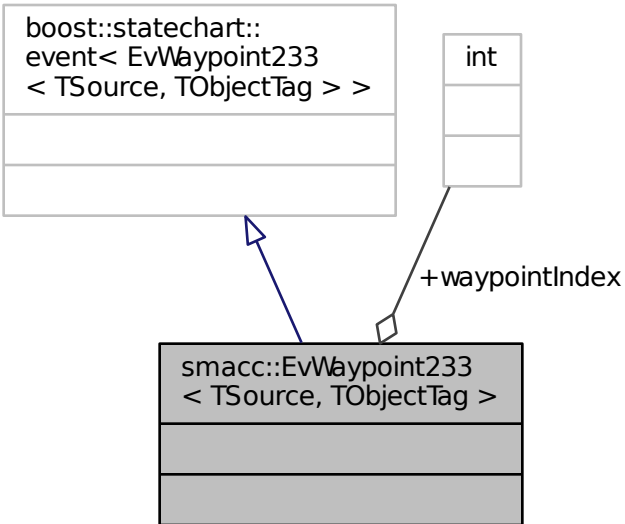 boost::statechart::
event< EvWaypoint233
< TSource, TObjectTag > >
int
+waypointIndex
smacc::EvWaypoint233
< TSource, TObjectTag >